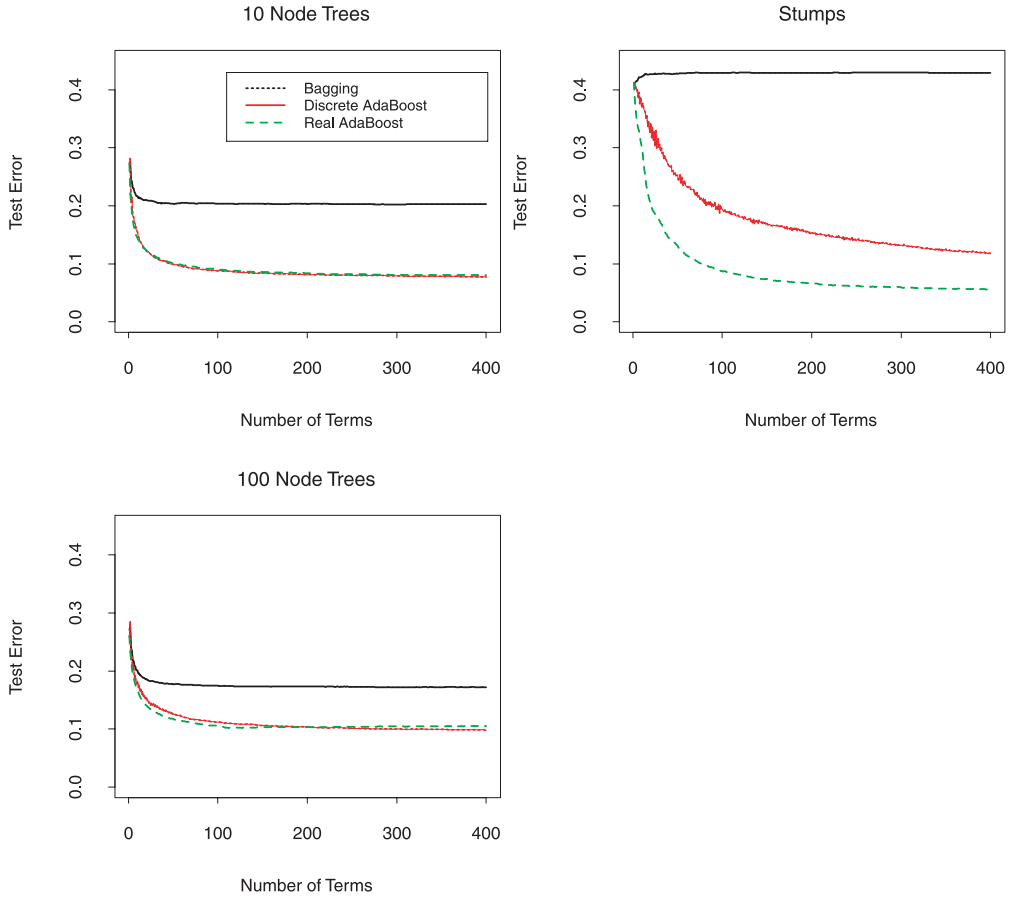 10 Node Trees
Test Error
0.0 0.1 0.2 0.3 0.4
Bagging
Discrete AdaBoost
Real AdaBoost
0 100 200 300 400
Number of Terms
Stumps
Test Error
0.0 0.1 0.2 0.3 0.4
0 100 200 300 400
Number of Terms
100 Node Trees
Test Error
0.0 0.1 0.2 0.3 0.4
0 100 200 300 400
Number of Terms